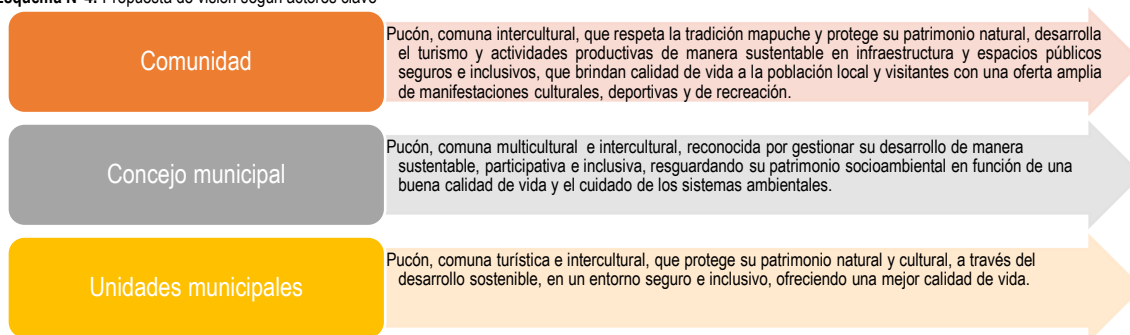 Esquema N°4: Propuesta de visión según actores clave
Comunidad
Pucón, comuna intercultural, que respeta la tradición mapuche y protege su patrimonio natural, desarrolla
el turismo y actividades productivas de manera sustentable en infraestructura y espacios públicos
seguros e inclusivos, que brindan calidad de vida a la población local y visitantes con una oferta amplia
de manifestaciones culturales, deportivas y de recreación.
Concejo municipal
Pucón, comuna multicultural e intercultural, reconocida por gestionar su desarrollo de manera
sustentable, participativa e inclusiva, resguardando su patrimonio socioambiental en función de una
buena calidad de vida y el cuidado de los sistemas ambientales.
Unidades municipales
Pucón, comuna turística e intercultural, que protege su patrimonio natural y cultural, a través del
desarrollo sostenible, en un entorno seguro e inclusivo, ofreciendo una mejor calidad de vida.